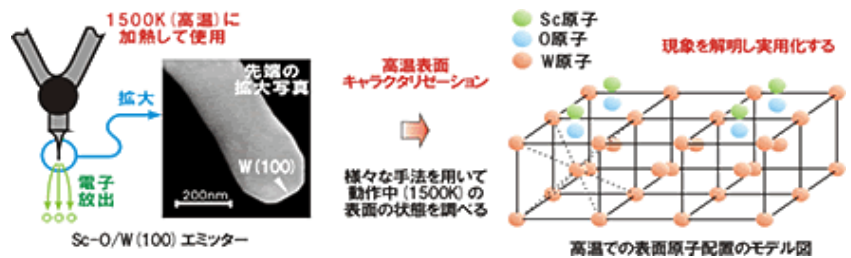 1500K(高温)に
加熱して使用
拡大
電子
放出
先端の
拡大写真
W(100)
200nm
Sc-O/W(100)エミッター
高温表面
キャラクタリゼーション
様々な手法を用いて
動作中(1500K)の
表面の状態を調べる
Sc原子
O原子
W原子
現象を解明し実用化する
高温での表面原子配置のモデル図